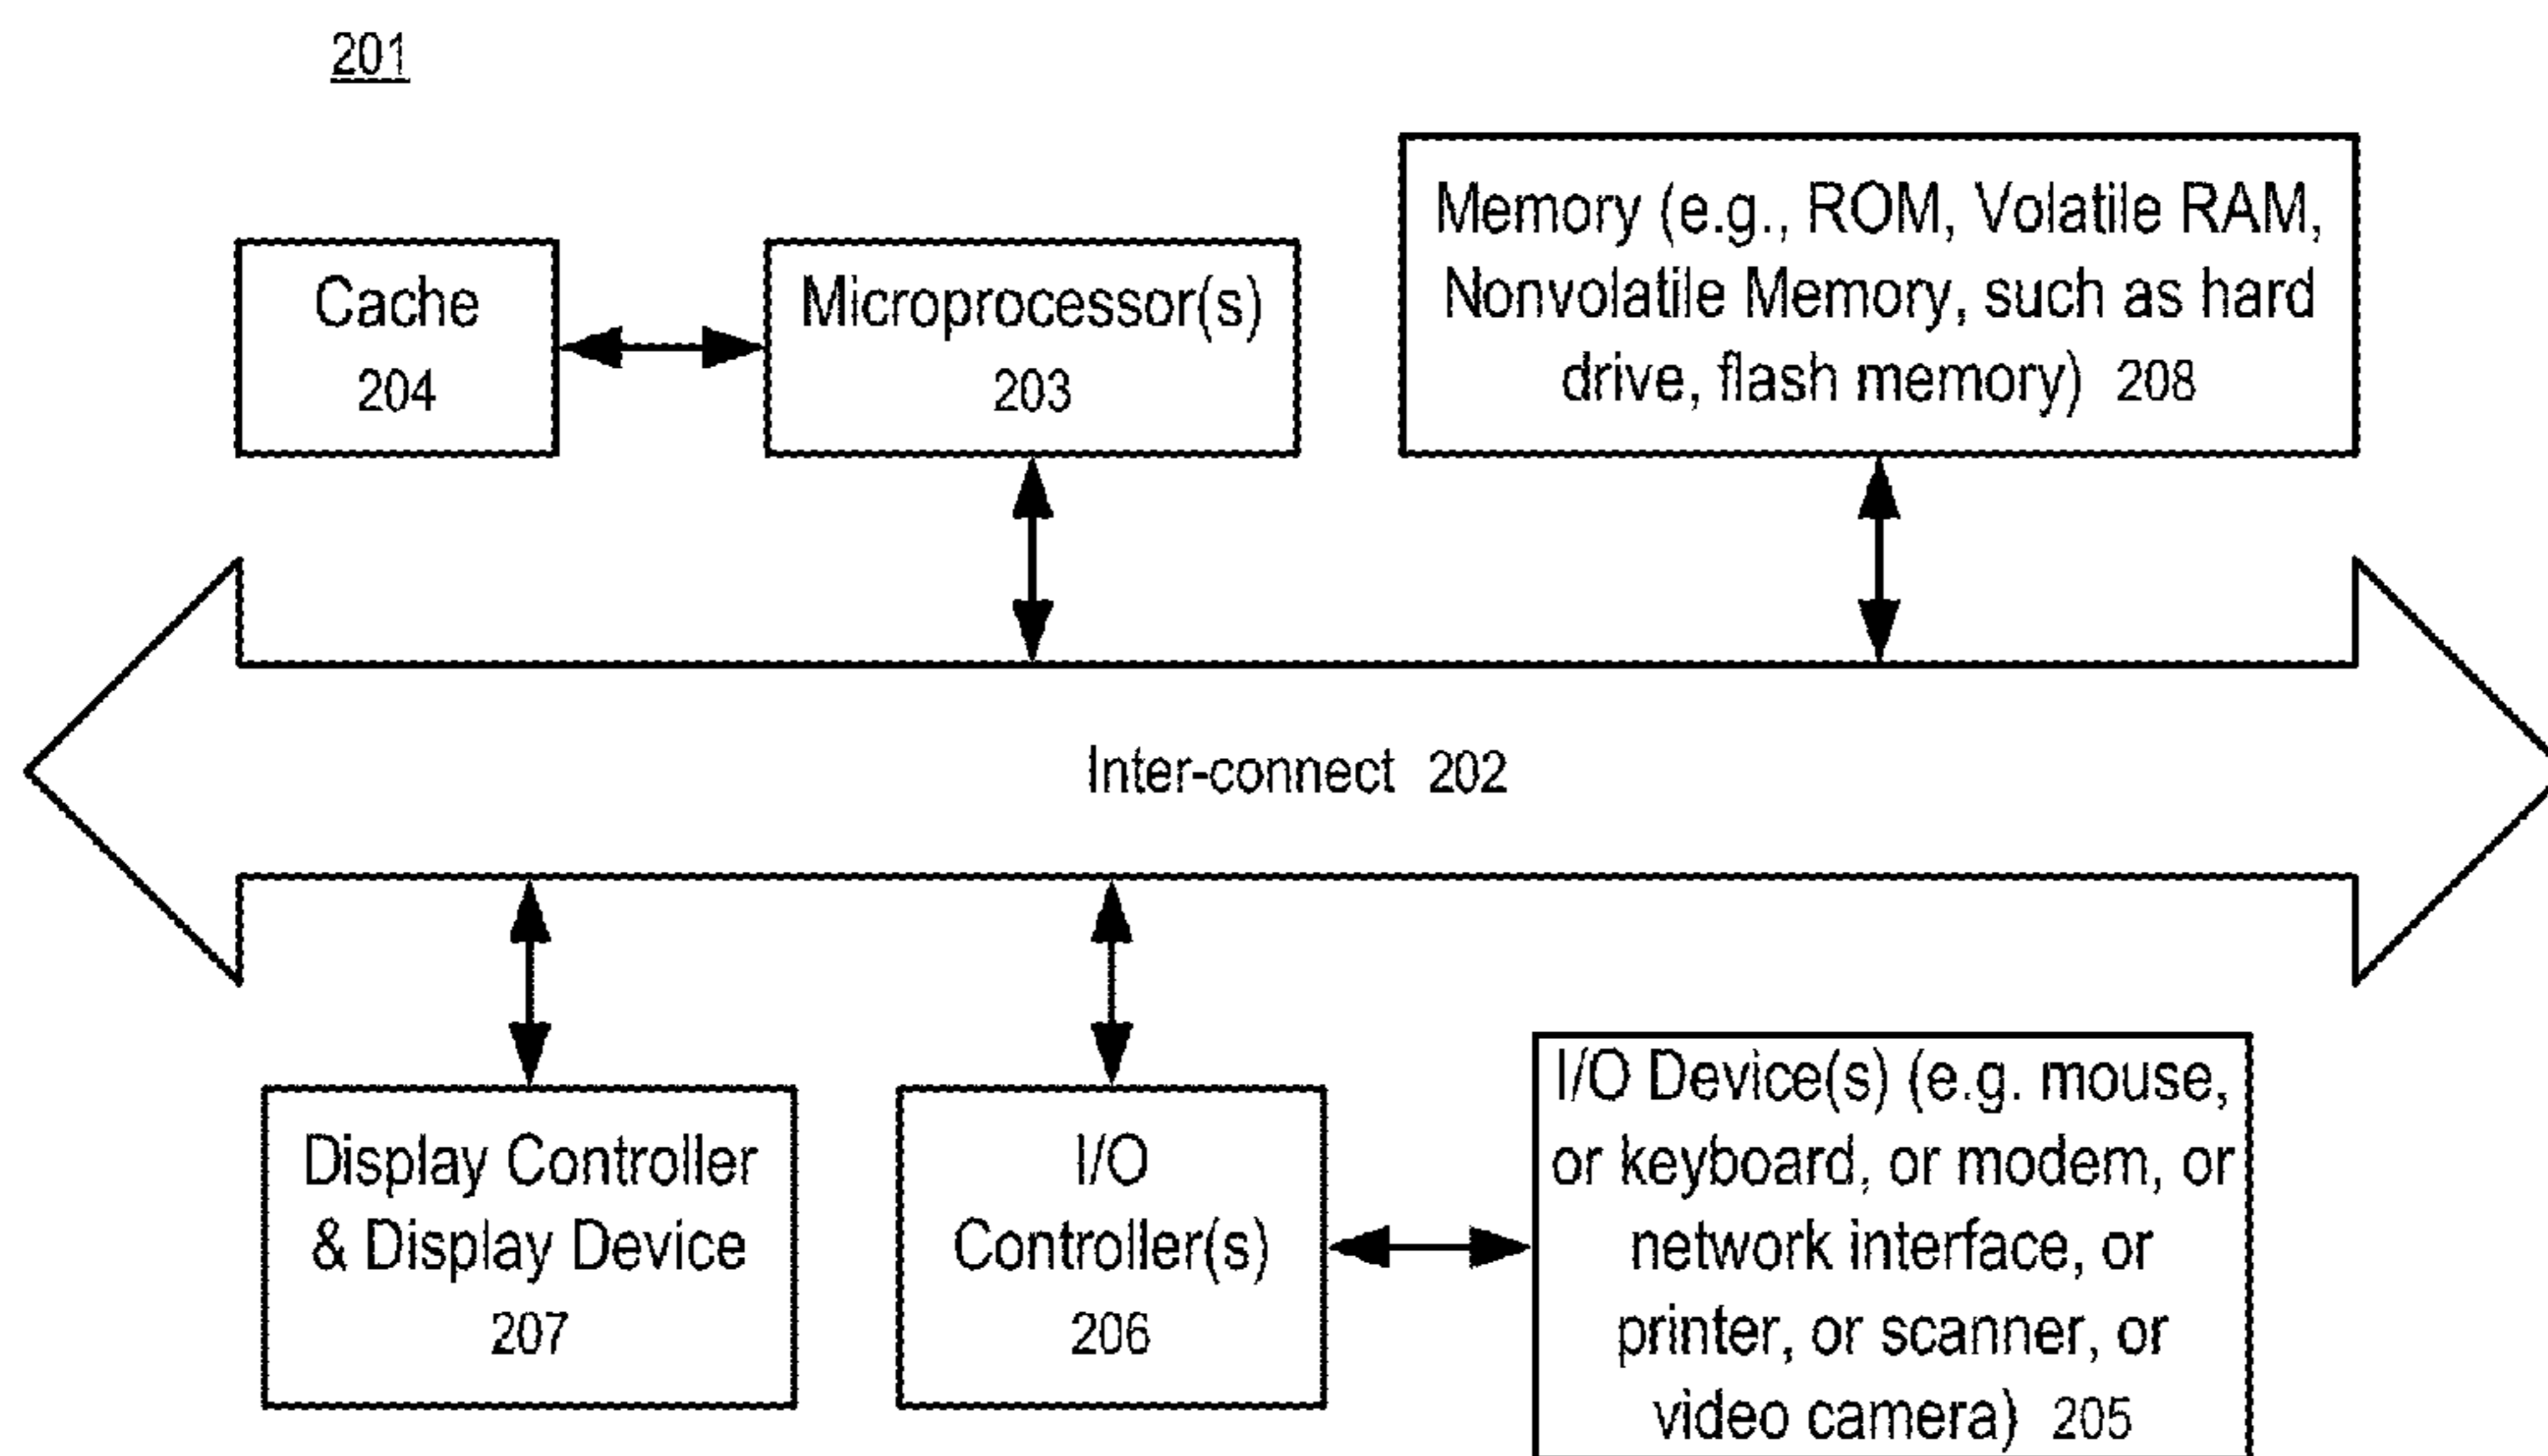 201
Cache
204
Microprocessor(s)
203
Memory (e.g., ROM, Volatile RAM,
Nonvolatile Memory, such as hard
drive, flash memory) 208
Inter-connect 202
Display Controller
& Display Device
207
I/O
Controller(s)
206
I/O Device(s) (e.g. mouse,
or keyboard, or modem, or
network interface, or
printer, or scanner, or
video camera) 205